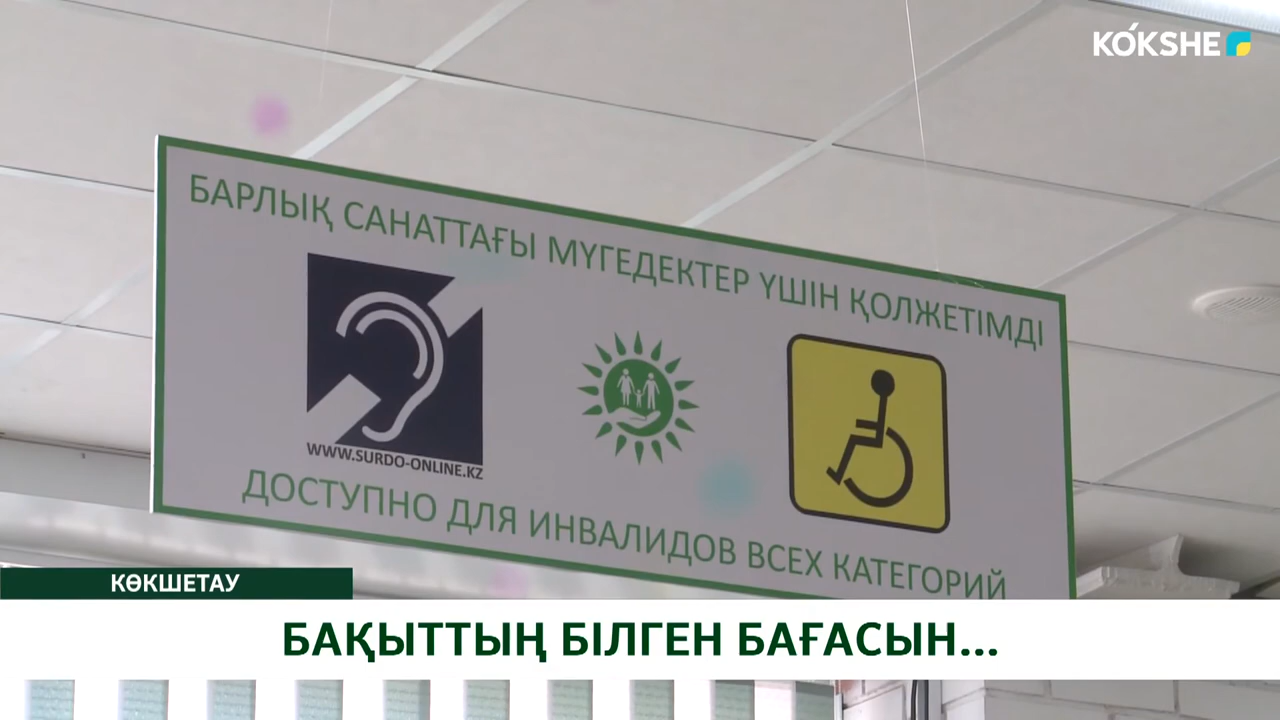 KÓKSHE
БАРЛЫҚ САНАТТАҒЫ МҮГЕДЕКТЕР ҮШІН ҚОЛЖЕТІМДІ
WWW.SURDO-ONLINE.KZ
ДОСТУПНО ДЛЯ ИНВАЛИДОВ ВСЕХ КАТЕГОРИЙ
КӨКШЕТАУ
БАҚЫТТЫҢ БІЛГЕН БАҒАСЫН...